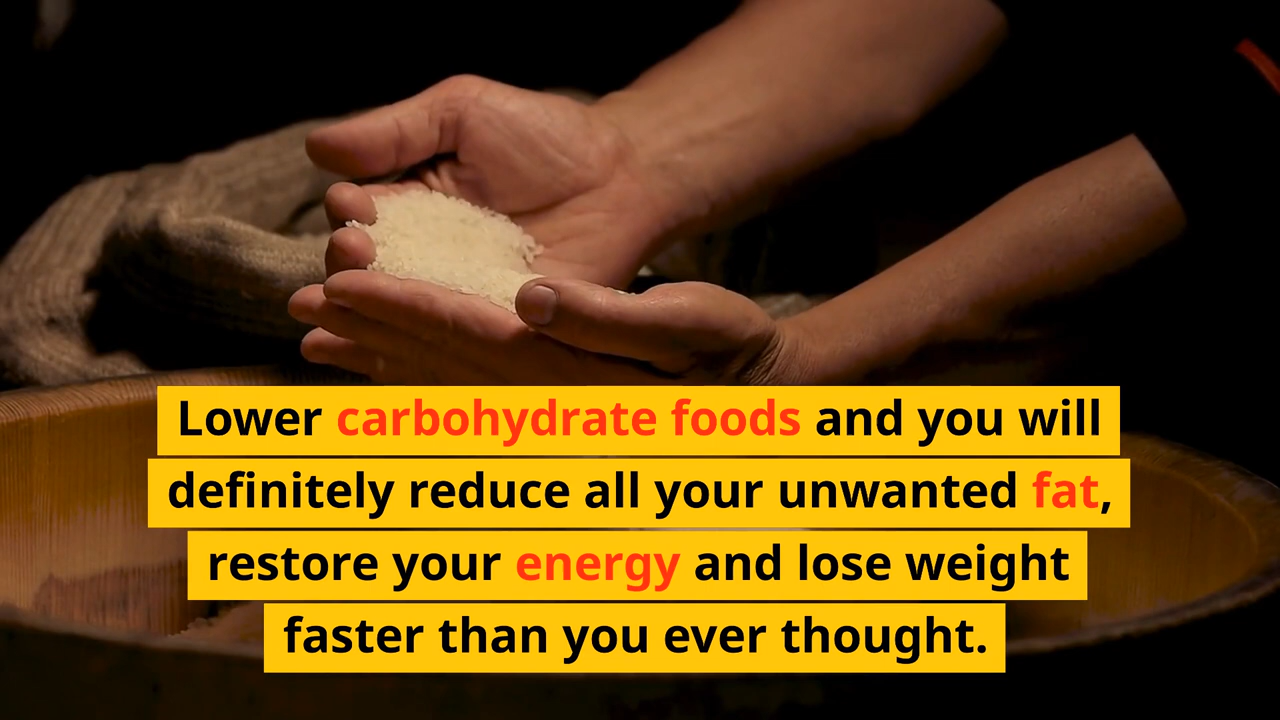 Lower carbohydrate foods and you will
definitely reduce all your unwanted fat,
restore your energy and lose weight
faster than you ever thought.